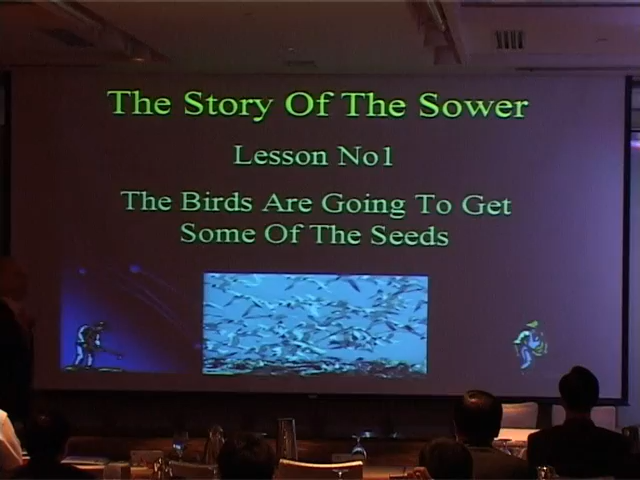 The Story Of The Sower
Lesson No1
The Birds Are Going To Get
Some Of The Seeds